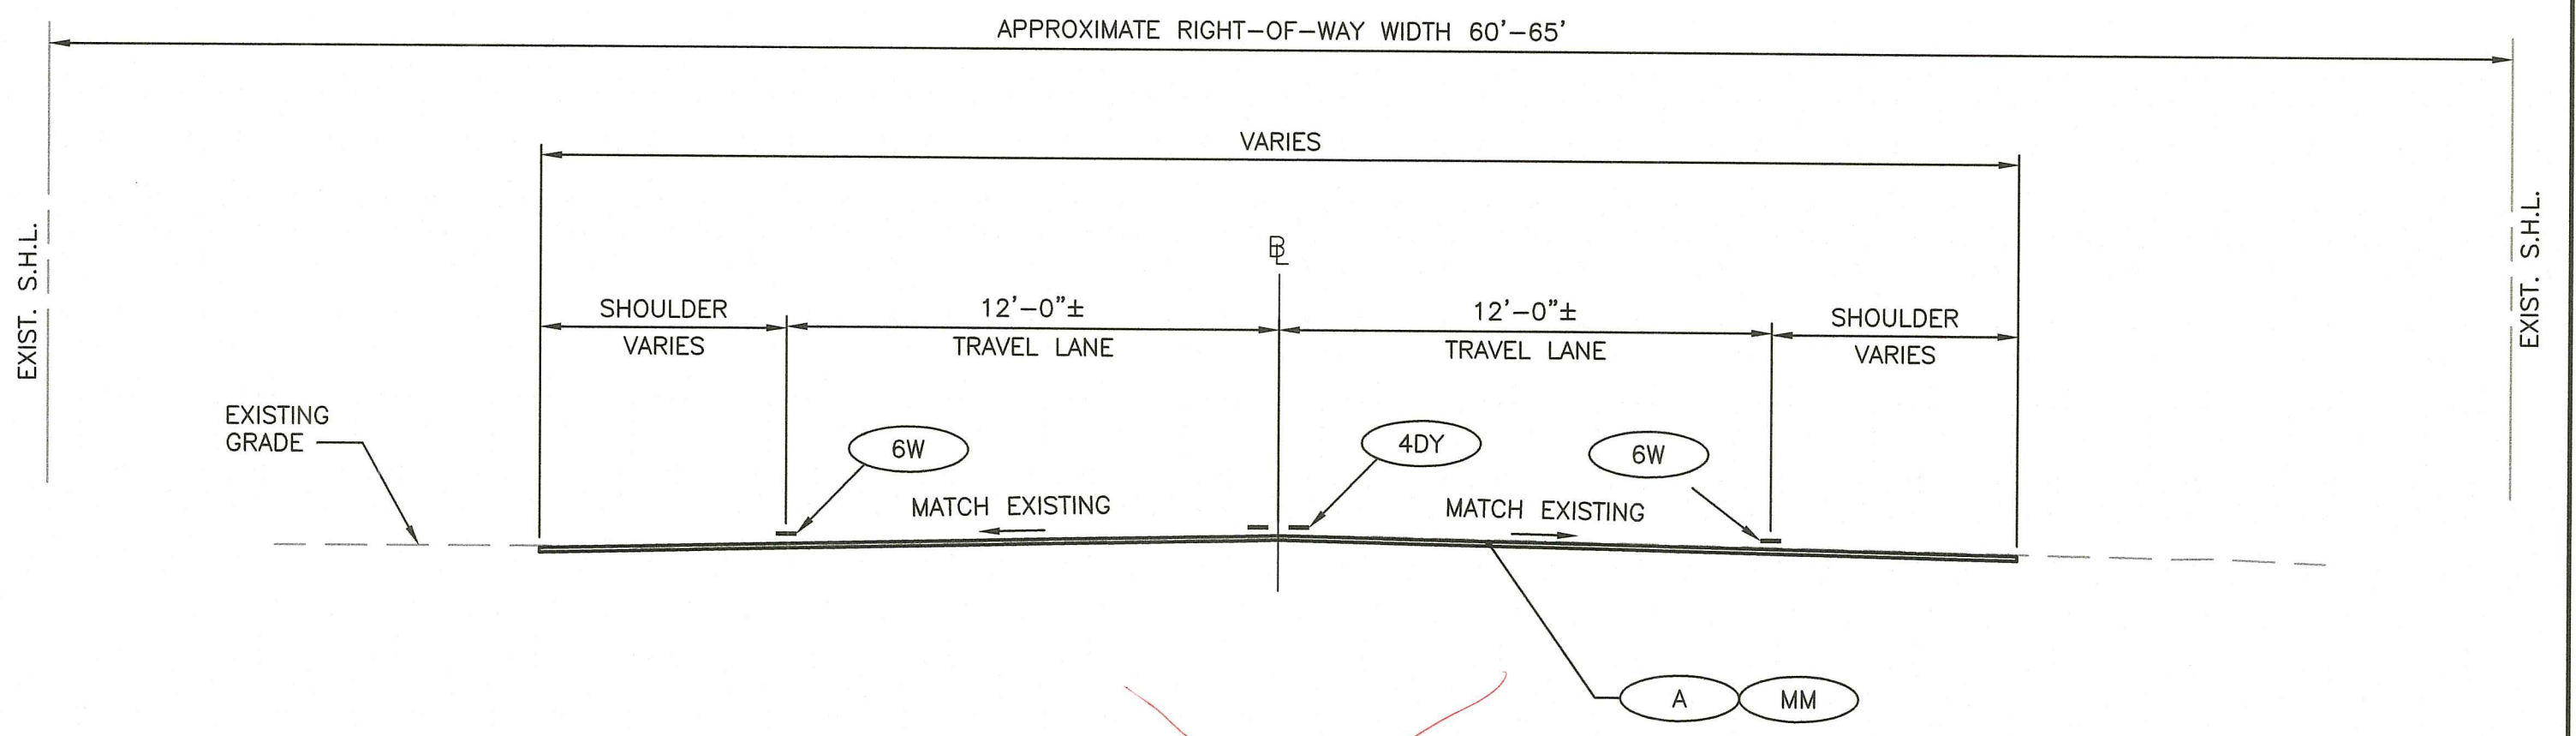 APPROXIMATE RIGHT-OF-WAY WIDTH 60'-65'
VARIES
EXIST. S.H.L.
EXIST. S.H.L.
BL
SHOULDER
VARIES
12'-0"±
TRAVEL LANE
12'-0"±
TRAVEL LANE
SHOULDER
VARIES
EXISTING
GRADE
6W
4DY
6W
MATCH EXISTING
MATCH EXISTING
A
MM